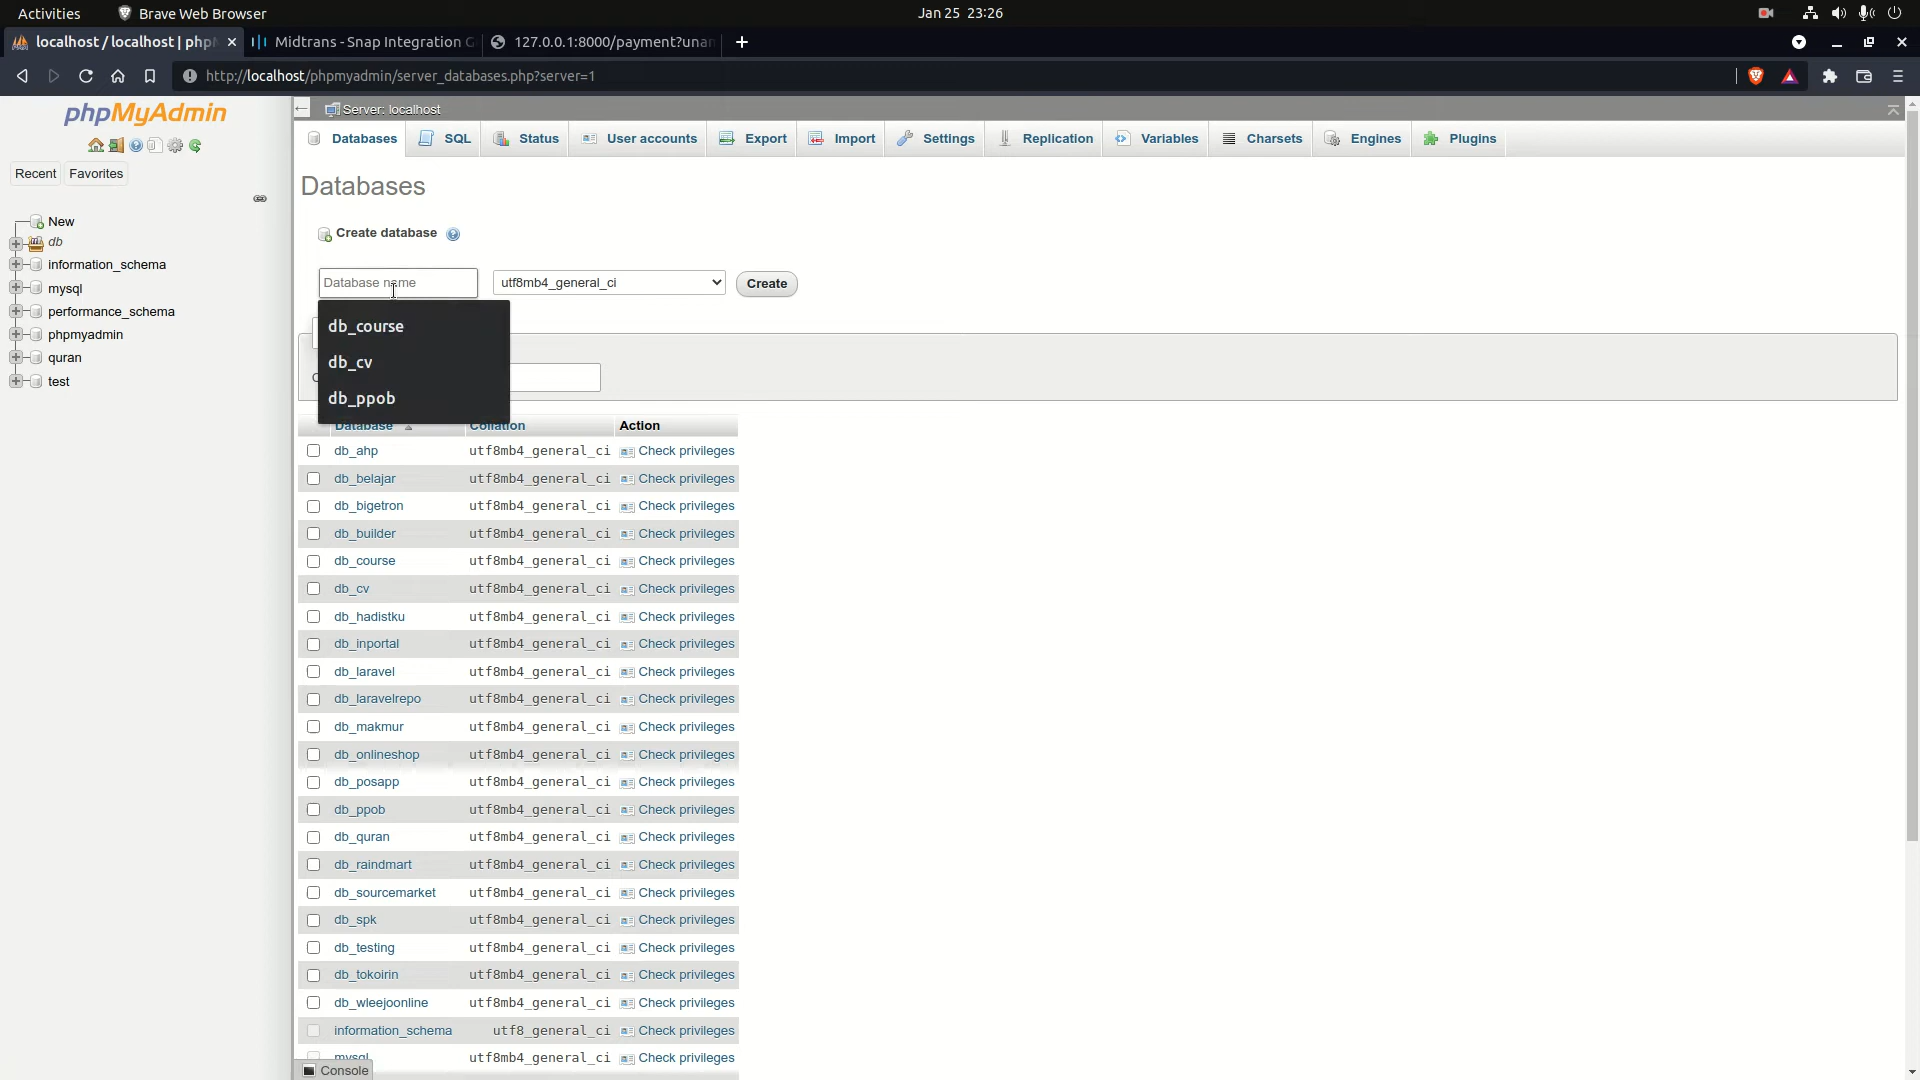 Activities
Brave Web Browser
Jan 25 23:26
localhost / localhost | php
Midtrans - Snap Integration G
127.0.0.1:8000/payment?unan
http://localhost/phpmyadmin/server_databases.php?server=1
phpMyAdmin
Recent
Favorites
New
db
information_schema
mysql
performance_schema
phpmyadmin
quran
test
Server: localhost
Databases
SQL
Status
User accounts
Export
Import
Settings
Replication
Variables
Charsets
Engines
Plugins
Databases
Create database
Database name
utf8mb4_general_ci
Create
db_course
db_cv
db_ppob
Database
Collation
Action
db_ahp utf8mb4_general_ci Check privileges
db_belajar utf8mb4_general_ci Check privileges
db_bigetron utf8mb4_general_ci Check privileges
db_builder utf8mb4_general_ci Check privileges
db_course utf8mb4_general_ci Check privileges
db_cv utf8mb4_general_ci Check privileges
db_hadistku utf8mb4_general_ci Check privileges
db_inportal utf8mb4_general_ci Check privileges
db_laravel utf8mb4_general_ci Check privileges
db_laravelrepo utf8mb4_general_ci Check privileges
db_makmur utf8mb4_general_ci Check privileges
db_onlineshop utf8mb4_general_ci Check privileges
db_posapp utf8mb4_general_ci Check privileges
db_ppob utf8mb4_general_ci Check privileges
db_quran utf8mb4_general_ci Check privileges
db_raindmart utf8mb4_general_ci Check privileges
db_sourcemarket utf8mb4_general_ci Check privileges
db_spk utf8mb4_general_ci Check privileges
db_testing utf8mb4_general_ci Check privileges
db_tokoirin utf8mb4_general_ci Check privileges
db_wleejoonline utf8mb4_general_ci Check privileges
information_schema utf8_general_ci Check privileges
mysql utf8mb4_general_ci Check privileges
Console